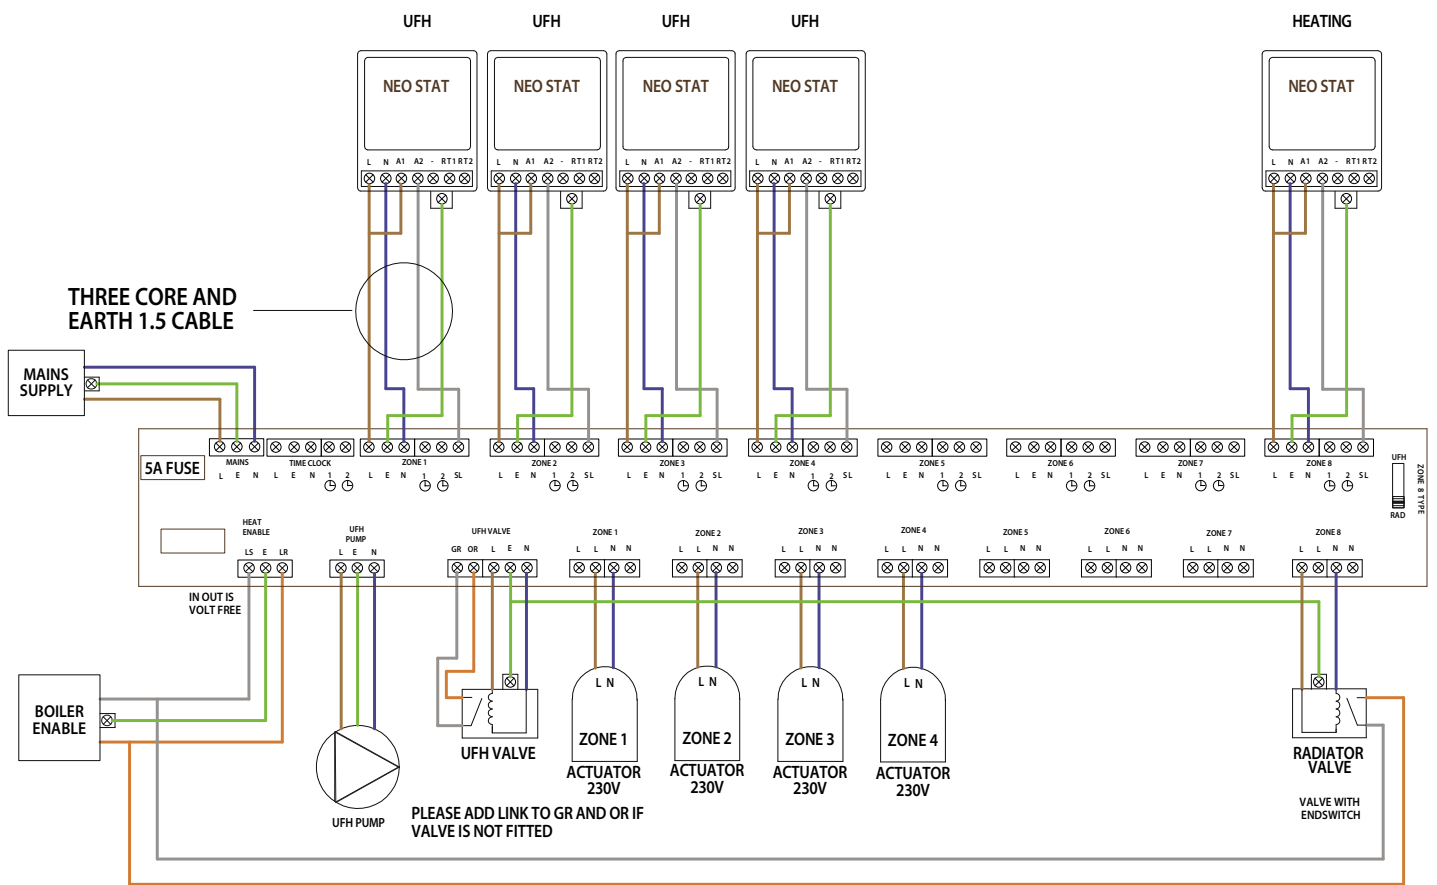 UFH UFH UFH UFH HEATING
NEO STAT NEO STAT NEO STAT NEO STAT NEO STAT
L N A1 A2 - RT1 RT2 L N A1 A2 - RT1 RT2 L N A1 A2 - RT1 RT2 L N A1 A2 - RT1 RT2 L N A1 A2 - RT1 RT2
THREE CORE AND
EARTH 1.5 CABLE
MAINS
SUPPLY
5A FUSE
MAINS TIME CLOCK ZONE 1 ZONE 2 ZONE 3 ZONE 4 ZONE 5 ZONE 6 ZONE 7 ZONE 8
L E N L E N 1 2 L E N 1 2 SL L E N 1 2 SL L E N 1 2 SL L E N 1 2 SL L E N 1 2 SL L E N 1 2 SL L E N 1 2 SL L E N 1 2 SL
UFH
RAD
ZONE 8 TYPE
HEAT
ENABLE
LS E LR
UFH
PUMP
L E N
UFH VALVE
GR OR L E N
ZONE 1 ZONE 2 ZONE 3 ZONE 4 ZONE 5 ZONE 6 ZONE 7 ZONE 8
L L N N L L N N L L N N L L N N L L N N L L N N L L N N L L N N
IN OUT IS
VOLT FREE
BOILER
ENABLE
UFH PUMP
UFH VALVE
L N L N L N L N
ZONE 1 ZONE 2 ZONE 3 ZONE 4
ACTUATOR
230V
ACTUATOR
230V
ACTUATOR
230V
ACTUATOR
230V
RADIATOR
VALVE
VALVE WITH
ENDSWITCH
PLEASE ADD LINK TO GR AND OR IF
VALVE IS NOT FITTED